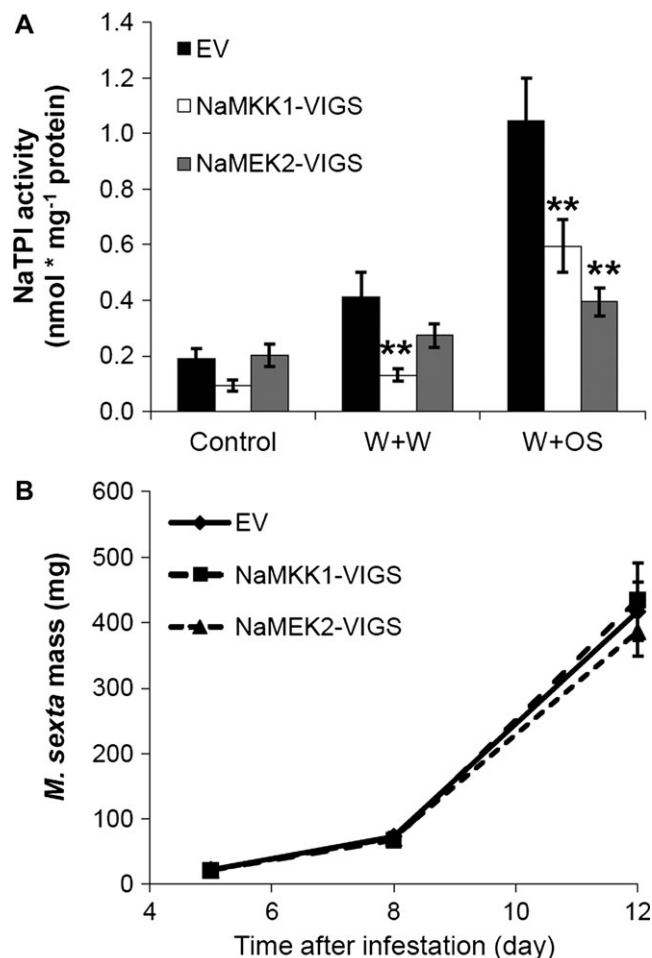 A
1.4
1.2
1.0
0.8
0.6
0.4
0.2
0.0
NaTPI activity
(nmol * mg⁻¹ protein)
EV
NaMKK1-VIGS
NaMEK2-VIGS
**
**
**
Control
W+W
W+OS
B
600
500
400
300
200
100
0
M. sexta mass (mg)
EV
NaMKK1-VIGS
NaMEK2-VIGS
4
6
8
10
12
Time after infestation (day)